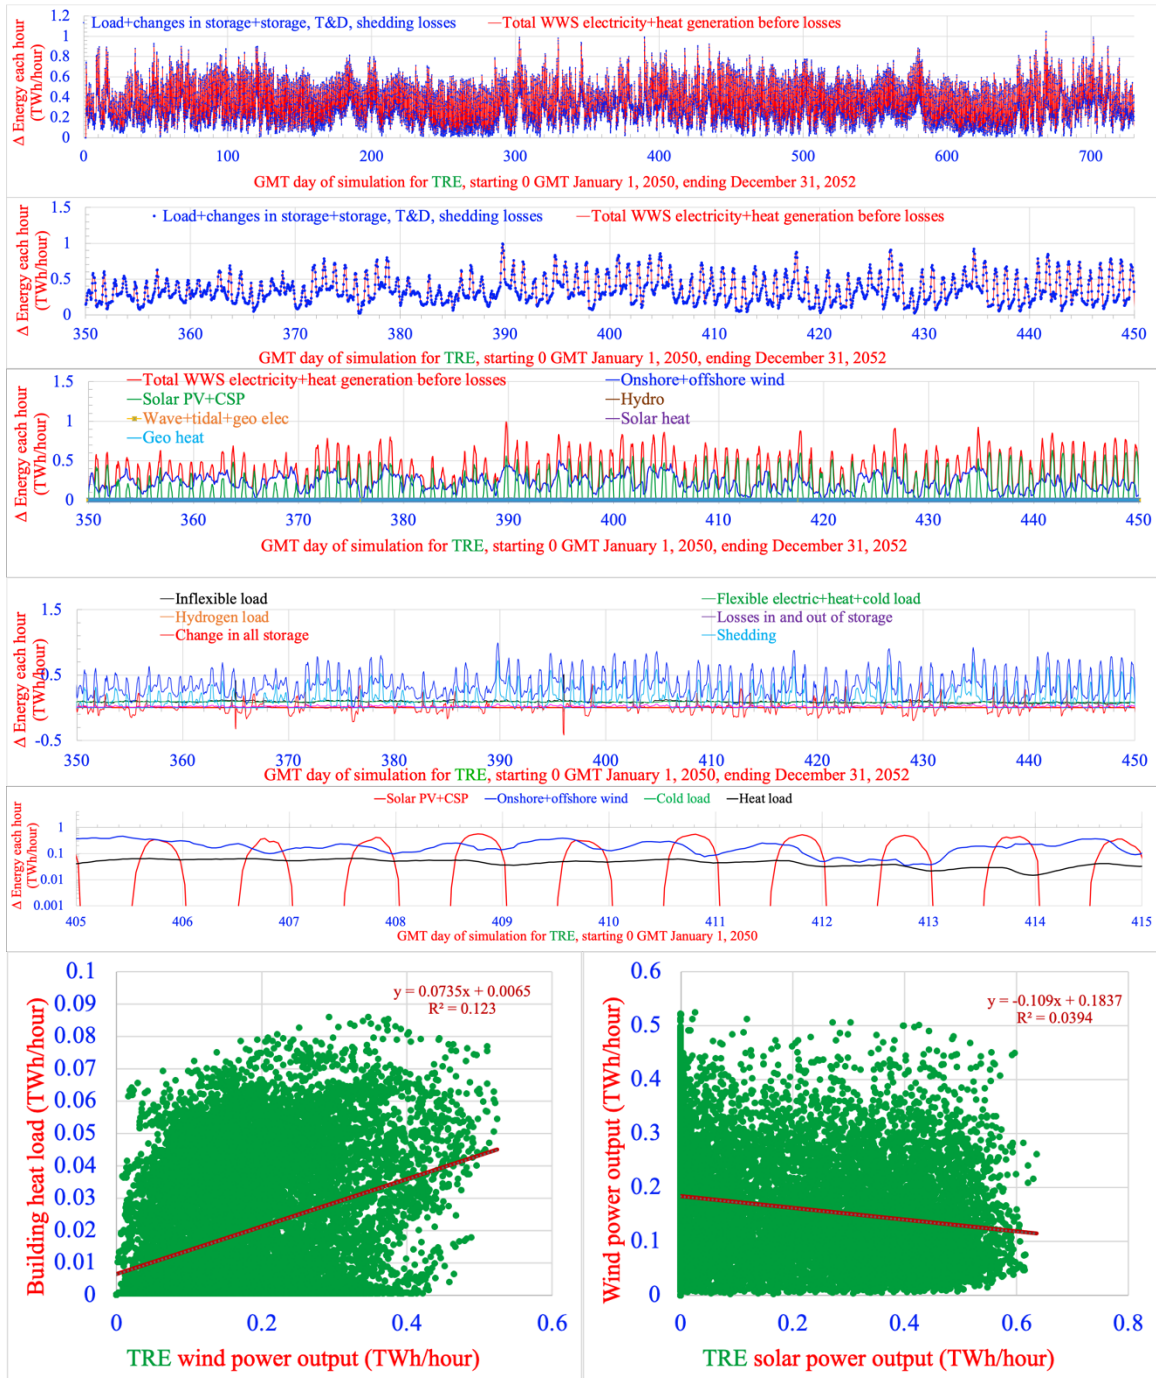 Load+changes in storage+storage, T&D, shedding losses —Total WWS electricity+heat generation before losses
Δ Energy each hour
(TWh/hour)
1.2
1
0.8
0.6
0.4
0.2
0
0 100 200 300 400 500 600 700
GMT day of simulation for TRE, starting 0 GMT January 1, 2050, ending December 31, 2052
Load+changes in storage+storage, T&D, shedding losses —Total WWS electricity+heat generation before losses
Δ Energy each hour
(TWh/hour)
1.5
1
0.5
0
350 360 370 380 390 400 410 420 430 440 450
GMT day of simulation for TRE, starting 0 GMT January 1, 2050, ending December 31, 2052
Total WWS electricity+heat generation before losses Onshore+offshore wind
Solar PV+CSP Hydro
Wave+tidal+geo elec Solar heat
Geo heat
Δ Energy each hour
(TWh/hour)
1.5
1
0.5
0
350 360 370 380 390 400 410 420 430 440 450
GMT day of simulation for TRE, starting 0 GMT January 1, 2050, ending December 31, 2052
Inflexible load Flexible electric+heat+cold load
Hydrogen load Losses in and out of storage
Change in all storage Shedding
Δ Energy each hour
(TWh/hour)
1.5
0.5
-0.5
350 360 370 380 390 400 410 420 430 440 450
GMT day of simulation for TRE, starting 0 GMT January 1, 2050, ending December 31, 2052
Solar PV+CSP Onshore+offshore wind Cold load Heat load
Δ Energy each hour
(TWh/hour)
1
0.1
0.01
0.001
405 406 407 408 409 410 411 412 413 414 415
GMT day of simulation for TRE, starting 0 GMT January 1, 2050
Building heat load (TWh/hour)
0.1
0.09
0.08
0.07
0.06
0.05
0.04
0.03
0.02
0.01
0
y = 0.0735x + 0.0065
R² = 0.123
0 0.2 0.4 0.6
TRE wind power output (TWh/hour)
Wind power output (TWh/hour)
0.6
0.5
0.4
0.3
0.2
0.1
0
y = -0.109x + 0.1837
R² = 0.0394
0 0.2 0.4 0.6 0.8
TRE solar power output (TWh/hour)